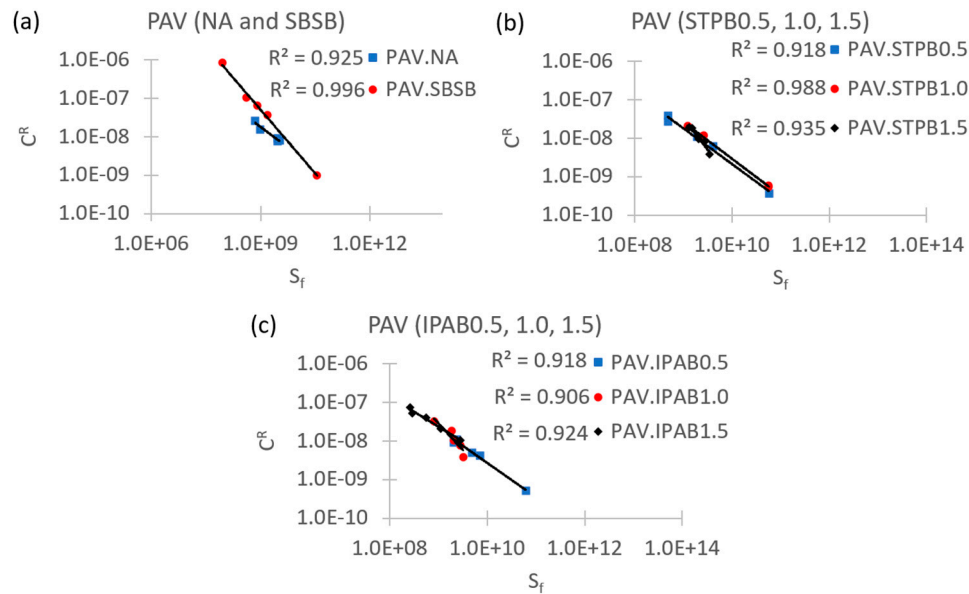 (a) PAV (NA and SBSB)
R² = 0.925 PAV.NA
R² = 0.996 PAV.SBSB
1.0E-06
1.0E-07
1.0E-08
1.0E-09
1.0E-10
Cᴿ
1.0E+06 1.0E+09 1.0E+12
S_f
(b) PAV (STPB0.5, 1.0, 1.5)
R² = 0.918 PAV.STPB0.5
R² = 0.988 PAV.STPB1.0
R² = 0.935 PAV.STPB1.5
1.0E-06
1.0E-07
1.0E-08
1.0E-09
1.0E-10
Cᴿ
1.0E+08 1.0E+10 1.0E+12 1.0E+14
S_f
(c) PAV (IPAB0.5, 1.0, 1.5)
R² = 0.918 PAV.IPAB0.5
R² = 0.906 PAV.IPAB1.0
R² = 0.924 PAV.IPAB1.5
1.0E-06
1.0E-07
1.0E-08
1.0E-09
1.0E-10
Cᴿ
1.0E+08 1.0E+10 1.0E+12 1.0E+14
S_f